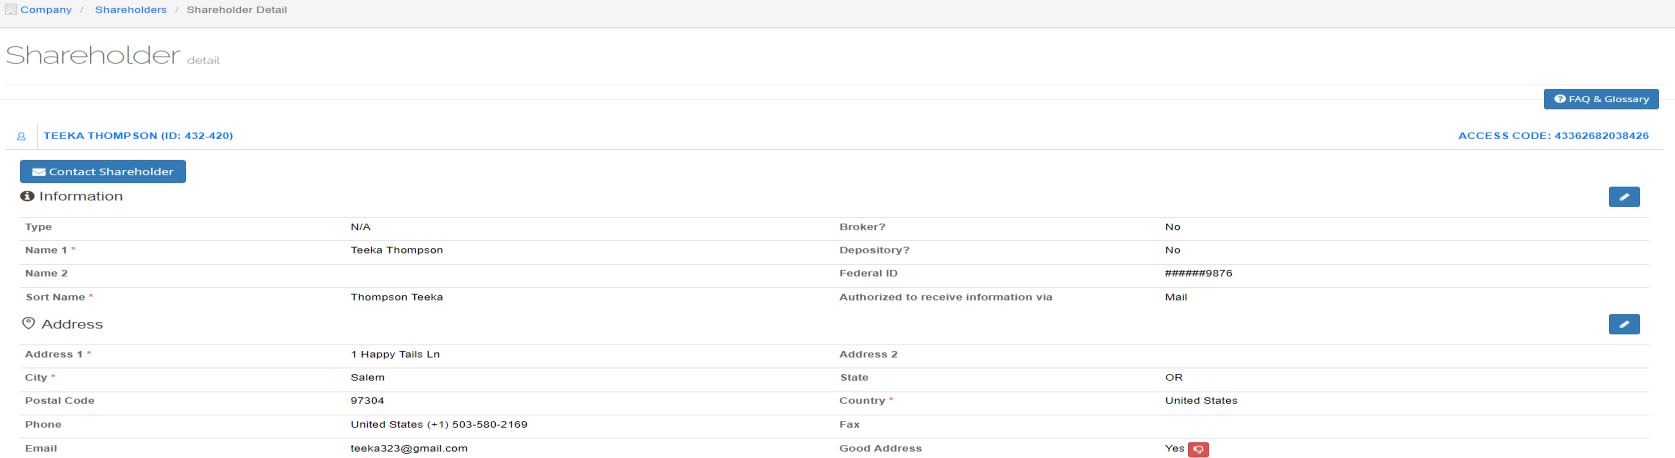 Company / Shareholders / Shareholder Detail
Shareholder detail
FAQ & Glossary
TEEKA THOMPSON (ID: 432-420) ACCESS CODE: 43362682038426
Contact Shareholder
Information
Type N/A Broker? No
Name 1 * Teeka Thompson Depository? No
Name 2 Federal ID ######9876
Sort Name * Thompson Teeka Authorized to receive information via Mail
Address
Address 1 * 1 Happy Tails Ln Address 2
City * Salem State OR
Postal Code 97304 Country * United States
Phone United States (+1) 503-580-2169 Fax
Email teeka323@gmail.com Good Address Yes